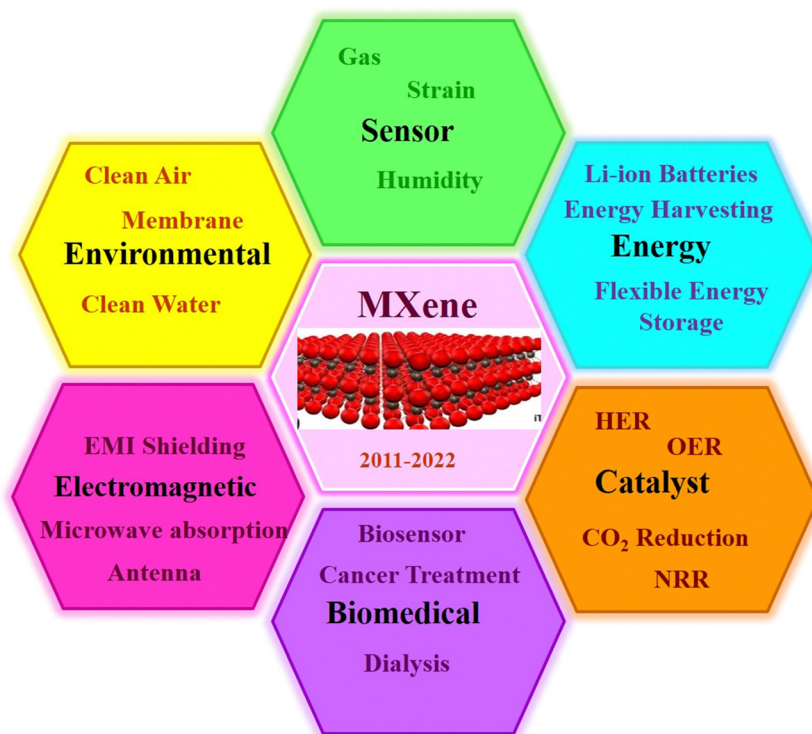 Gas
Strain
Sensor
Humidity
Clean Air
Membrane
Environmental
Clean Water
Li-ion Batteries
Energy Harvesting
Energy
Flexible Energy
Storage
MXene
2011-2022
EMI Shielding
Electromagnetic
Microwave absorption
Antenna
HER
OER
Catalyst
CO₂ Reduction
NRR
Biosensor
Cancer Treatment
Biomedical
Dialysis